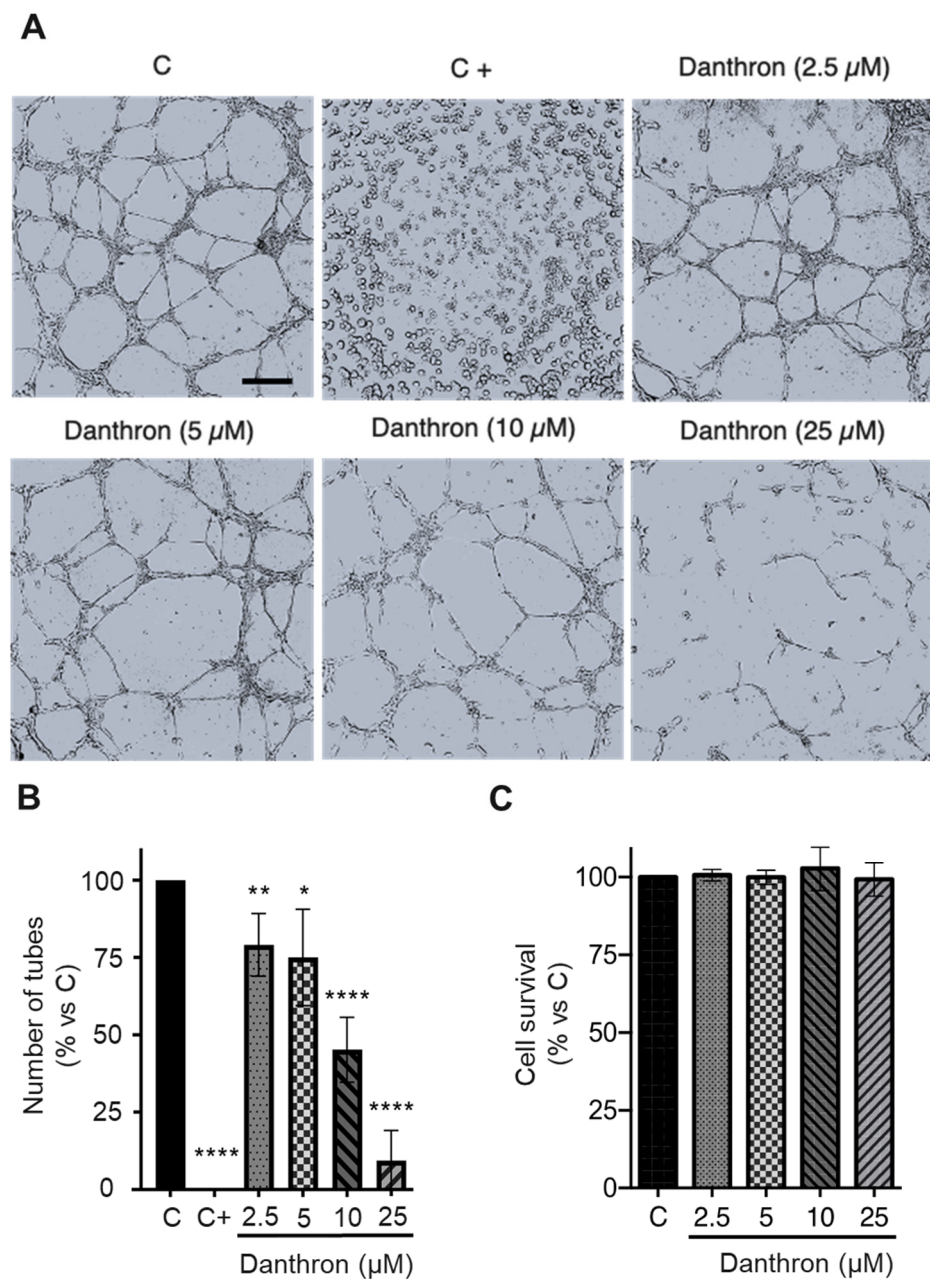 A
C
C +
Danthron (2.5 µM)
Danthron (5 µM)
Danthron (10 µM)
Danthron (25 µM)
B
Number of tubes
(% vs C)
100
75
50
25
0
****
**
*
****
****
C C+ 2.5 5 10 25
Danthron (µM)
C
Cell survival
(% vs C)
100
75
50
25
0
C 2.5 5 10 25
Danthron (µM)